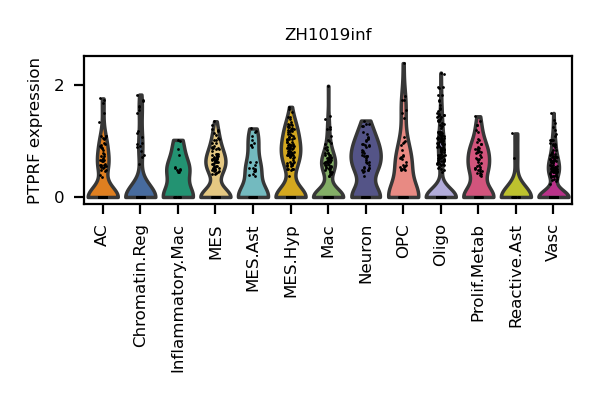 ZH1019inf
PTPRF expression
2
0
AC
Chromatin.Reg
Inflammatory.Mac
MES
MES.Ast
MES.Hyp
Mac
Neuron
OPC
Oligo
Prolif.Metab
Reactive.Ast
Vasc